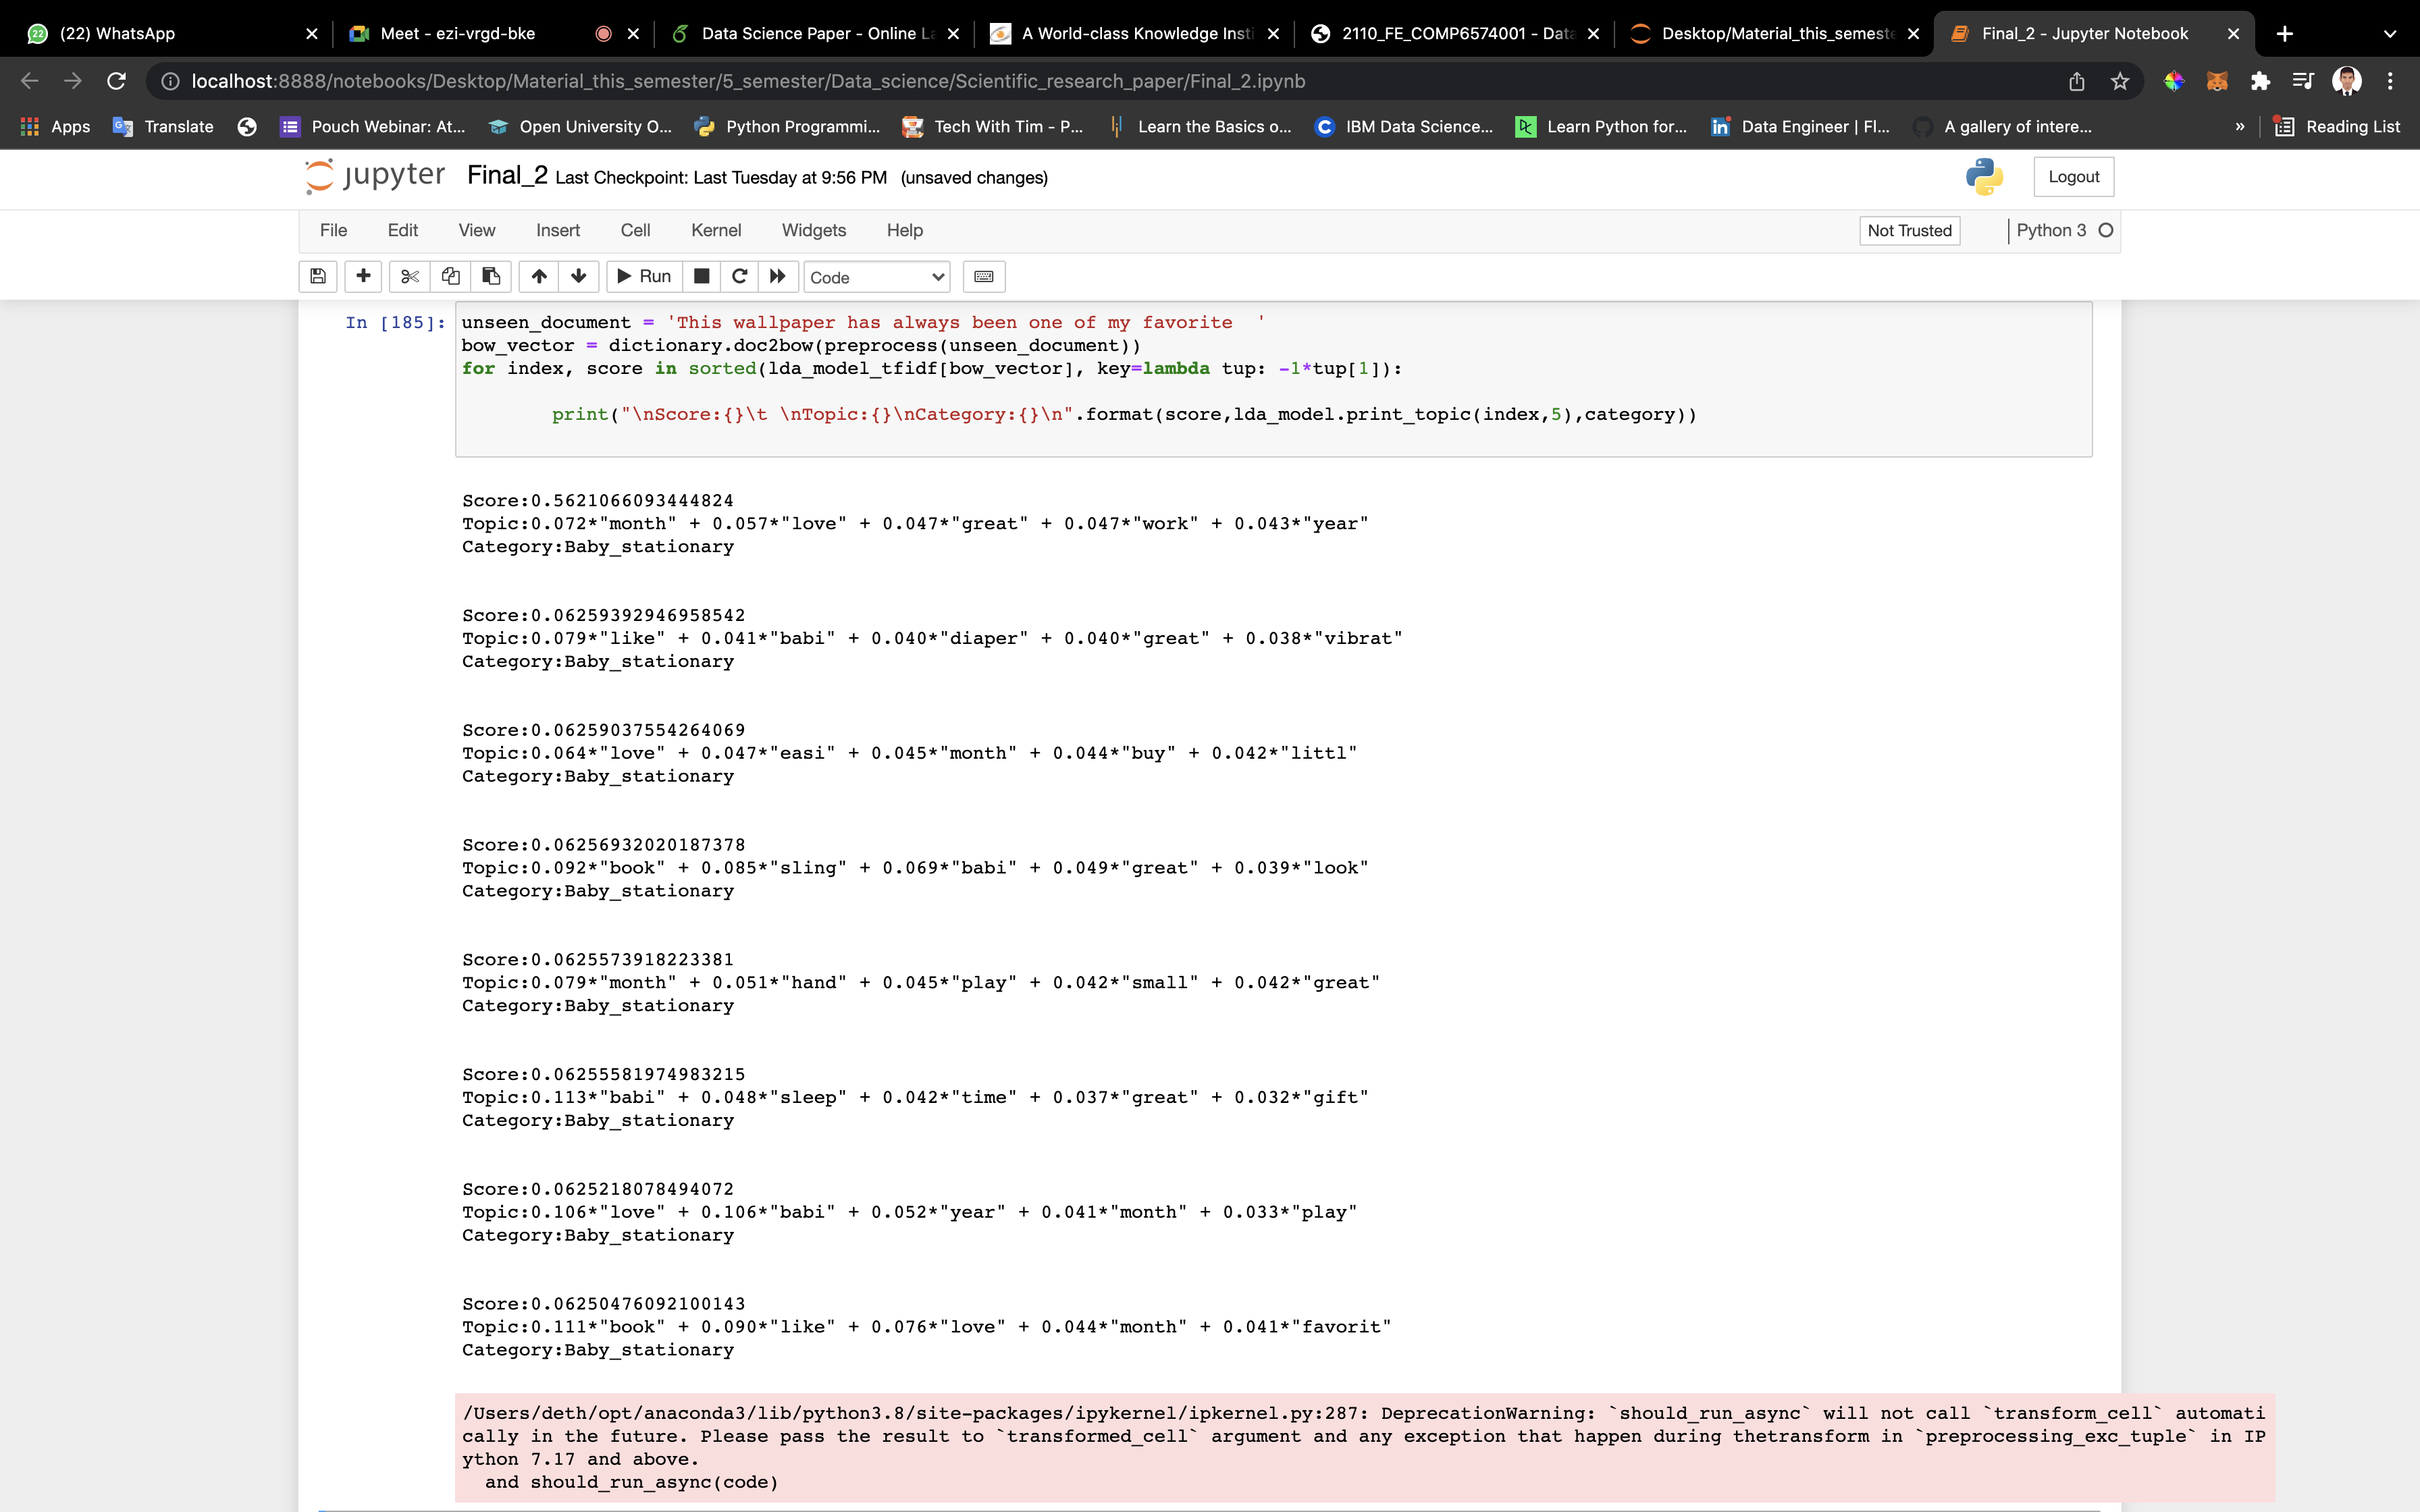 (22) WhatsApp
Meet - ezi-vrgd-bke
Data Science Paper - Online La
A World-class Knowledge Insti
2110_FE_COMP6574001 - Data
Desktop/Material_this_semeste
Final_2 - Jupyter Notebook
localhost:8888/notebooks/Desktop/Material_this_semester/5_semester/Data_science/Scientific_research_paper/Final_2.ipynb
Apps
Translate
Pouch Webinar: At...
Open University O...
Python Programmi...
Tech With Tim - P...
Learn the Basics o...
IBM Data Science...
Learn Python for...
Data Engineer | Fl...
A gallery of intere...
»
Reading List
jupyter Final_2 Last Checkpoint: Last Tuesday at 9:56 PM (unsaved changes)
Logout
File Edit View Insert Cell Kernel Widgets Help
Not Trusted
Python 3
Run
Code
In [185]: unseen_document = 'This wallpaper has always been one of my favorite  '
bow_vector = dictionary.doc2bow(preprocess(unseen_document))
for index, score in sorted(lda_model_tfidf[bow_vector], key=lambda tup: -1*tup[1]):
print("\nScore:{}\t \nTopic:{}\nCategory:{}\n".format(score,lda_model.print_topic(index,5),category))
Score:0.5621066093444824
Topic:0.072*"month" + 0.057*"love" + 0.047*"great" + 0.047*"work" + 0.043*"year"
Category:Baby_stationary
Score:0.06259392946958542
Topic:0.079*"like" + 0.041*"babi" + 0.040*"diaper" + 0.040*"great" + 0.038*"vibrat"
Category:Baby_stationary
Score:0.06259037554264069
Topic:0.064*"love" + 0.047*"easi" + 0.045*"month" + 0.044*"buy" + 0.042*"littl"
Category:Baby_stationary
Score:0.06256932020187378
Topic:0.092*"book" + 0.085*"sling" + 0.069*"babi" + 0.049*"great" + 0.039*"look"
Category:Baby_stationary
Score:0.0625573918223381
Topic:0.079*"month" + 0.051*"hand" + 0.045*"play" + 0.042*"small" + 0.042*"great"
Category:Baby_stationary
Score:0.06255581974983215
Topic:0.113*"babi" + 0.048*"sleep" + 0.042*"time" + 0.037*"great" + 0.032*"gift"
Category:Baby_stationary
Score:0.0625218078494072
Topic:0.106*"love" + 0.106*"babi" + 0.052*"year" + 0.041*"month" + 0.033*"play"
Category:Baby_stationary
Score:0.06250476092100143
Topic:0.111*"book" + 0.090*"like" + 0.076*"love" + 0.044*"month" + 0.041*"favorit"
Category:Baby_stationary
/Users/deth/opt/anaconda3/lib/python3.8/site-packages/ipykernel/ipkernel.py:287: DeprecationWarning: `should_run_async` will not call `transform_cell` automati
cally in the future. Please pass the result to `transformed_cell` argument and any exception that happen during thetransform in `preprocessing_exc_tuple` in IP
ython 7.17 and above.
and should_run_async(code)